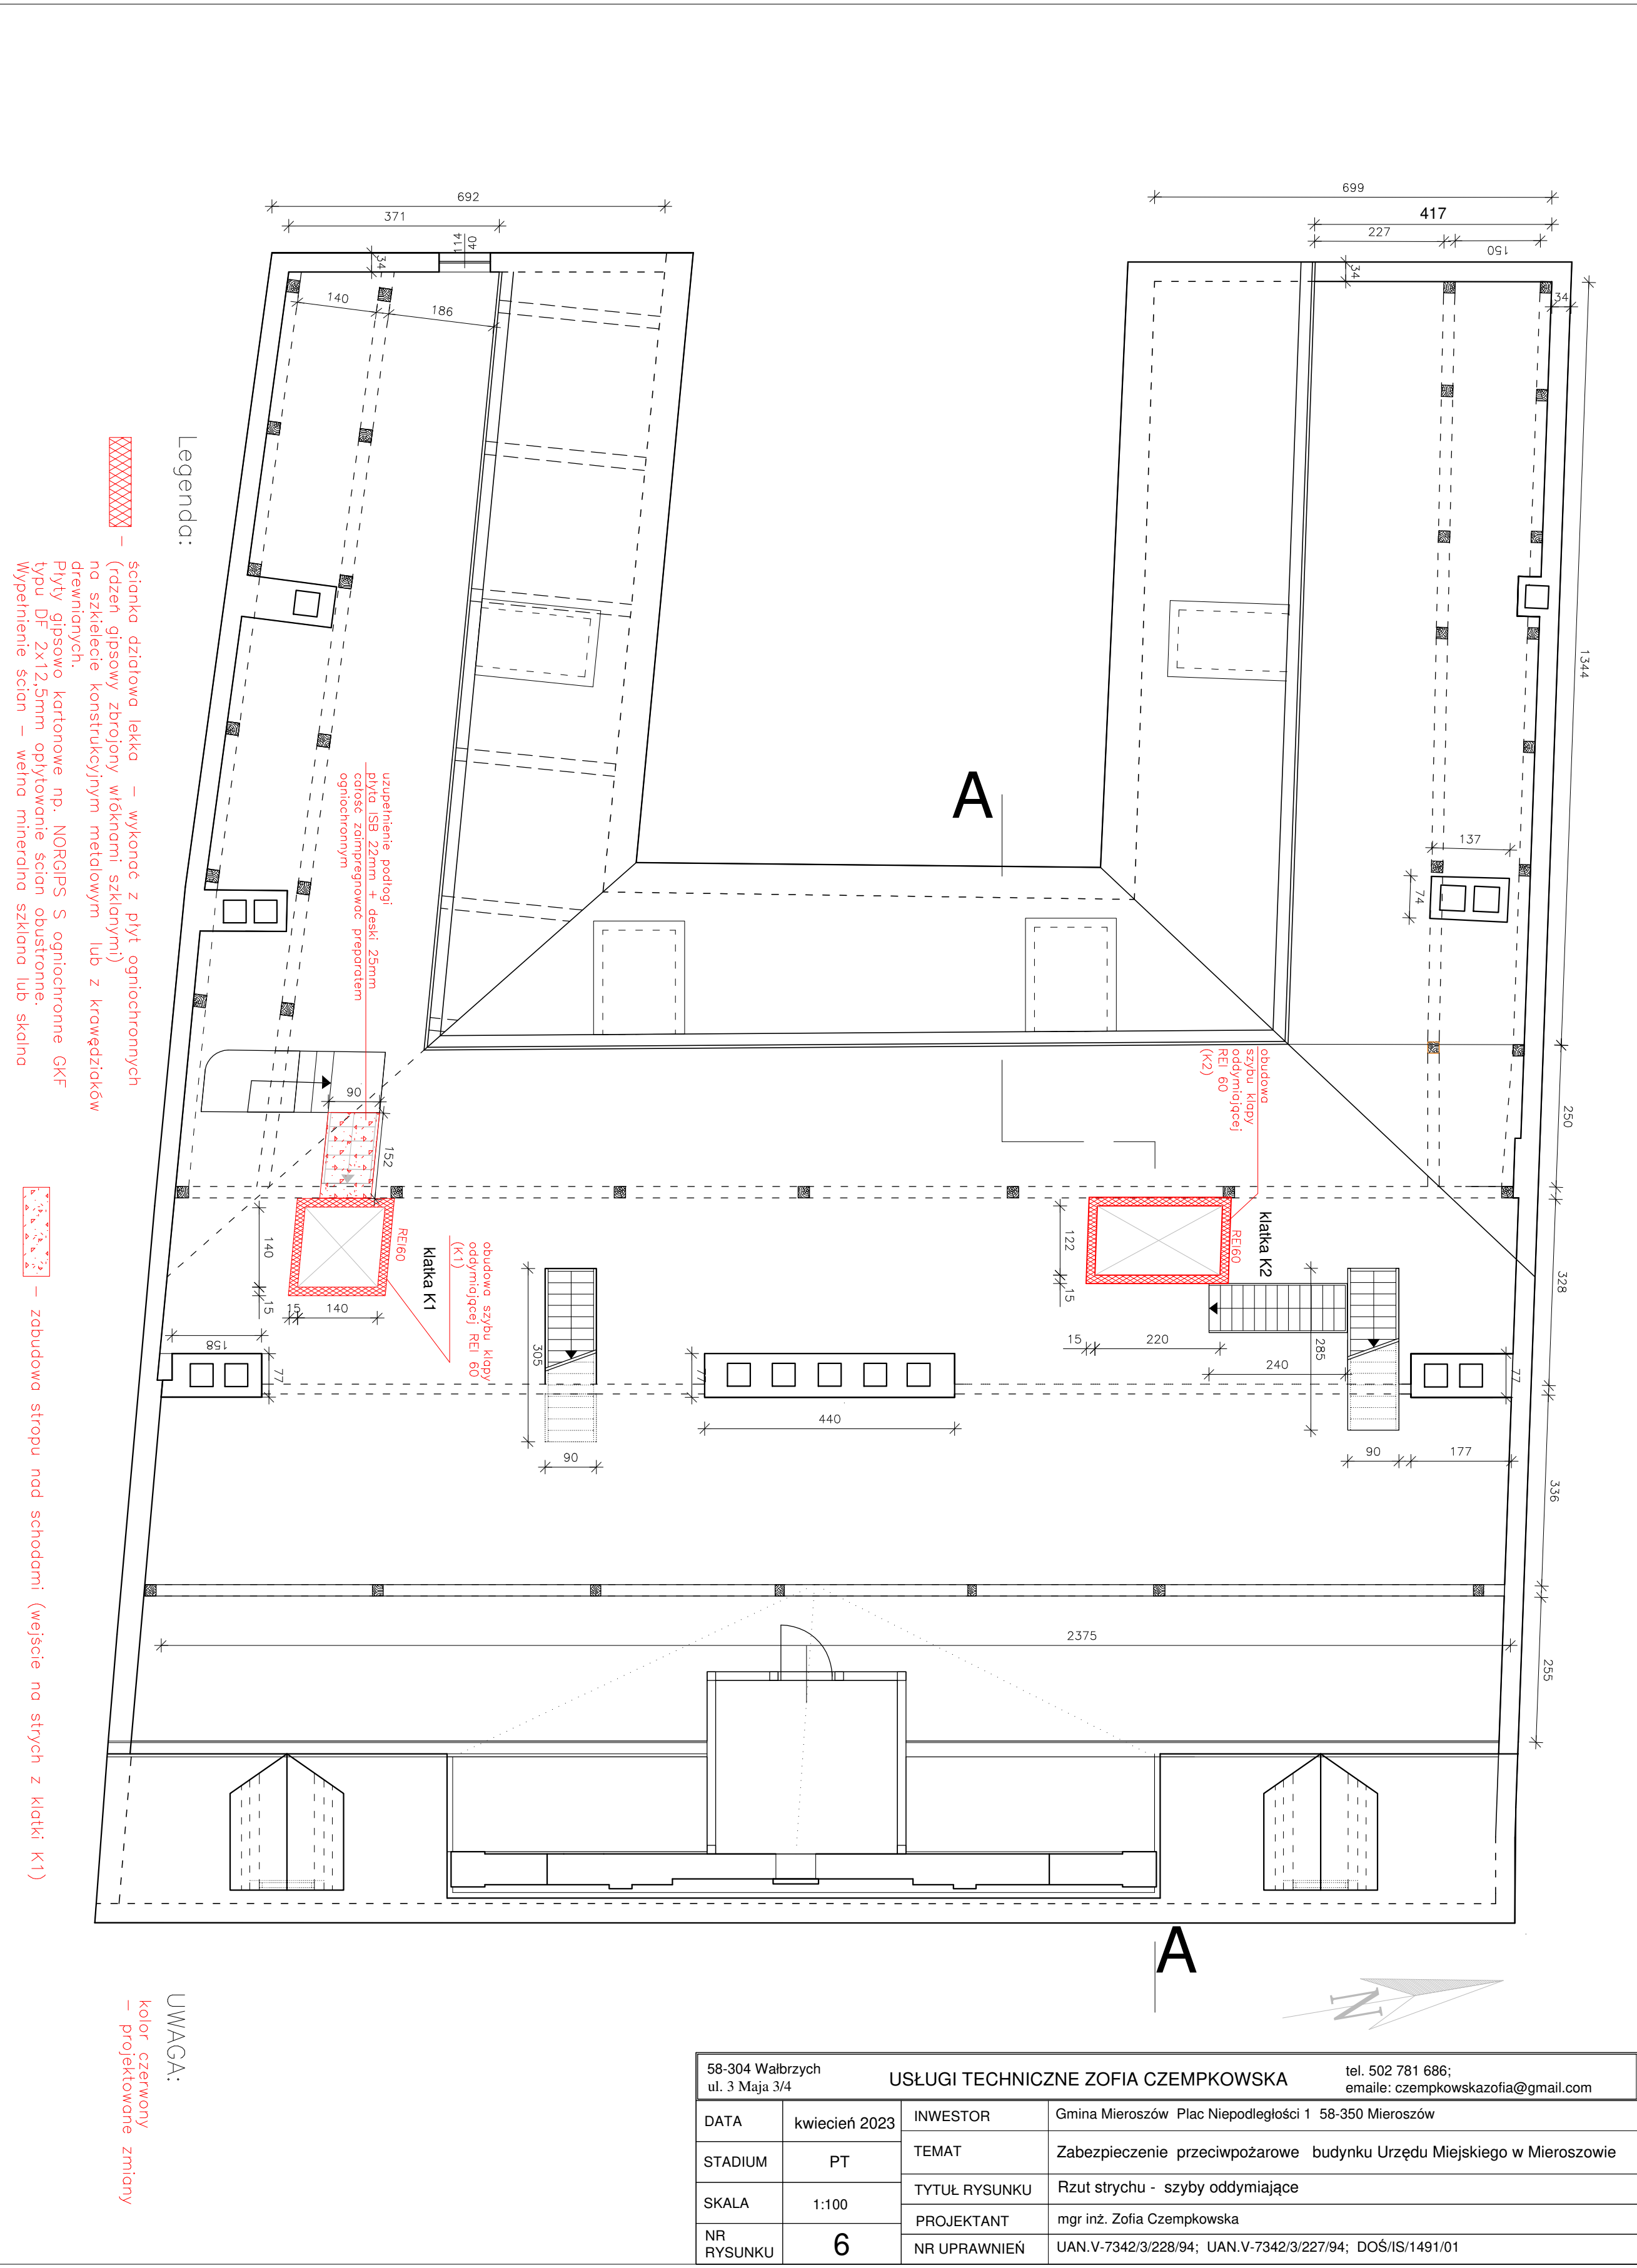 692
371
40
114
34
140
186
699
417
227
150
34
34
1344
137
74
250
328
336
255
Legenda:
– ścianka działowa lekka – wykonać z płyt ogniochronnych
(rdzeń gipsowy zbrojony włóknami szklanymi)
na szkielecie konstrukcyjnym metalowym lub z krawędziaków
drewnianych.
Płyty gipsowo kartonowe np. NORGIPS S ogniochronne GKF
typu DF 2x12,5mm opłytowanie ścian obustronne.
Wypełnienie ścian – wełna mineralna szklana lub skalna
– zabudowa stropu nad schodami (wejście na strych z klatki K1)
uzupełnienie podłogi
płyta ISB 22mm + deski 25mm
całość zaimpregnować preparatem
ogniochronnym
A
obudowa
szybu klapy
oddymiającej
REI 60
(K2)
90
152
REI60
klatka K1
obudowa szybu klapy
oddymiającej REI 60
(K1)
140
15
15
140
158
77
305
90
77
440
122
15
15
220
REI60
klatka K2
285
240
90
177
77
2375
A
N
UWAGA:
kolor czerwony
– projektowane zmiany
58-304 Wałbrzych
ul. 3 Maja 3/4
USŁUGI TECHNICZNE ZOFIA CZEMPKOWSKA
tel. 502 781 686;
emaile: czempkowskazofia@gmail.com
DATA kwiecień 2023
INWESTOR Gmina Mieroszów Plac Niepodległości 1 58-350 Mieroszów
STADIUM PT
TEMAT Zabezpieczenie przeciwpożarowe budynku Urzędu Miejskiego w Mieroszowie
SKALA 1:100
TYTUŁ RYSUNKU Rzut strychu - szyby oddymiające
PROJEKTANT mgr inż. Zofia Czempkowska
NR
RYSUNKU 6
NR UPRAWNIEŃ UAN.V-7342/3/228/94; UAN.V-7342/3/227/94; DOŚ/IS/1491/01